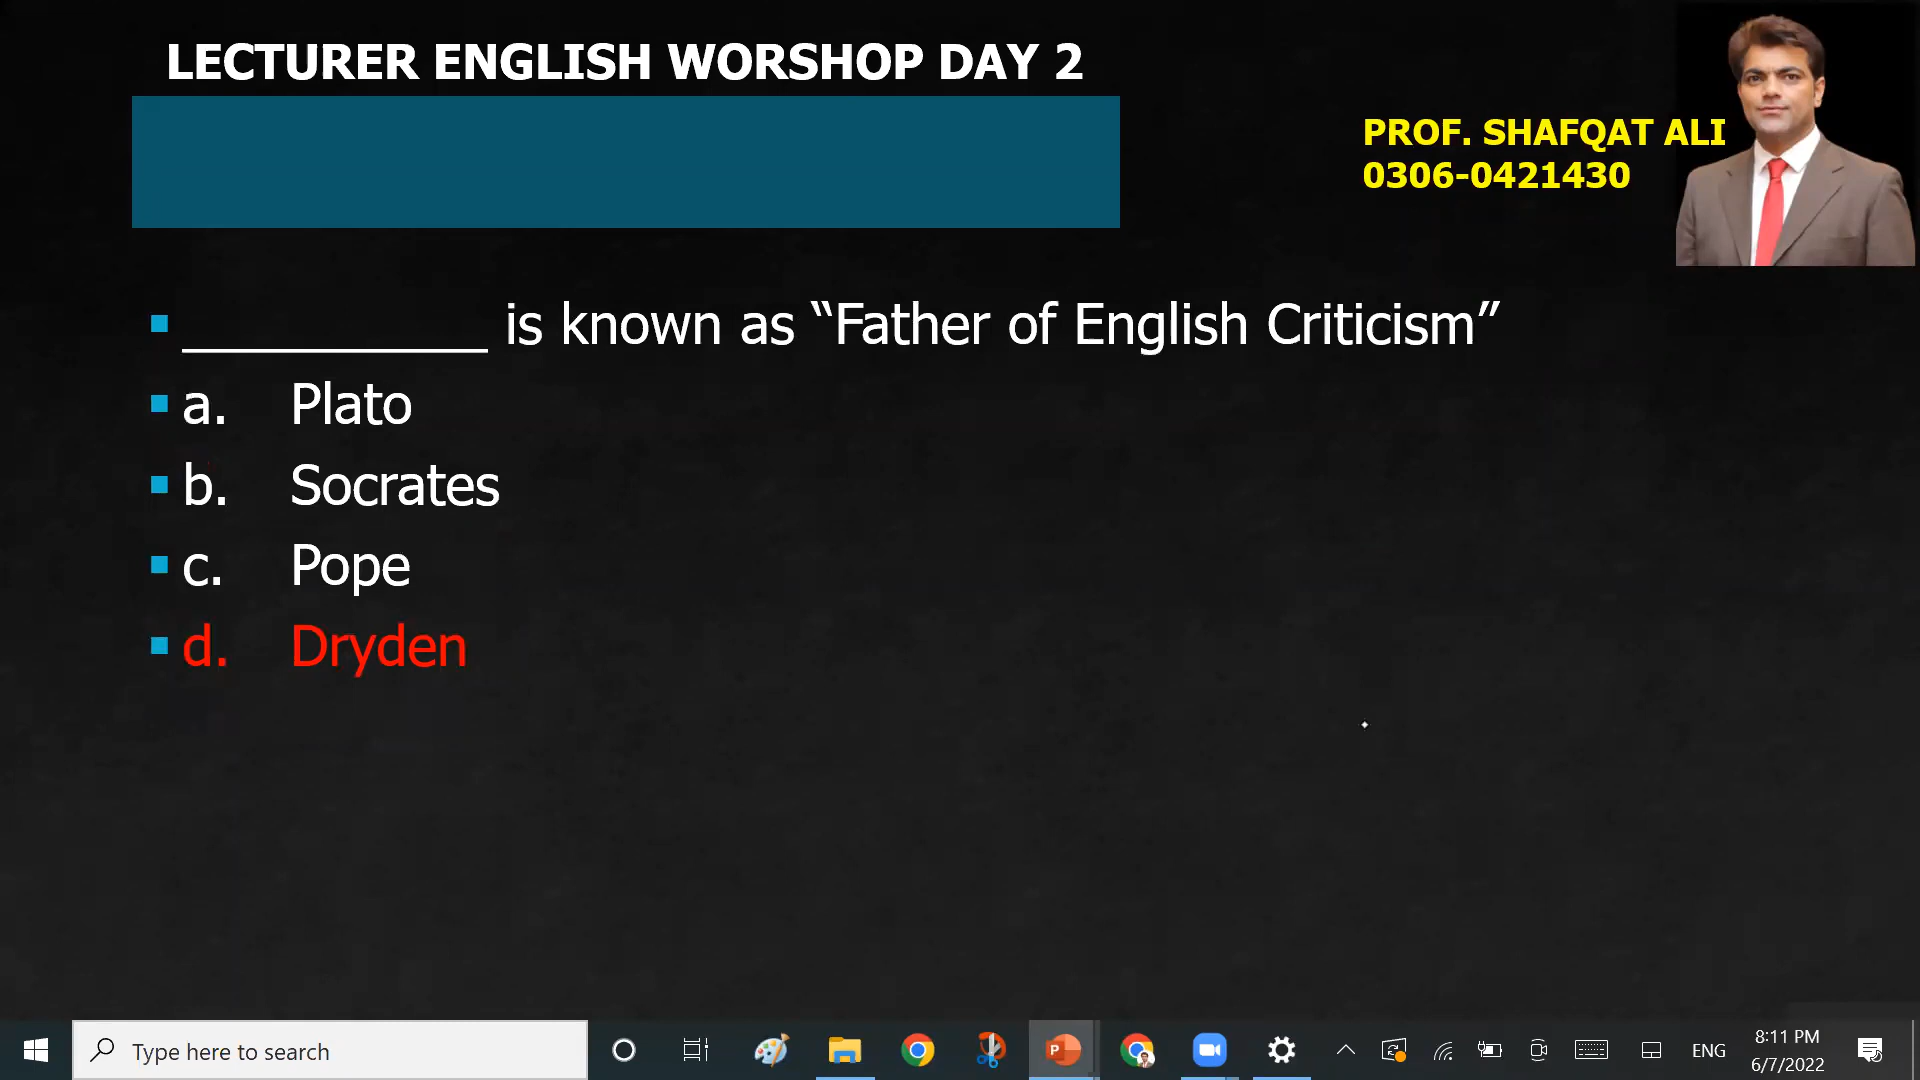 LECTURER ENGLISH WORSHOP DAY 2
PROF. SHAFQAT ALI
0306-0421430
__________ is known as “Father of English Criticism”
a. Plato
b. Socrates
c. Pope
d. Dryden
Type here to search
P
ENG
8:11 PM
6/7/2022